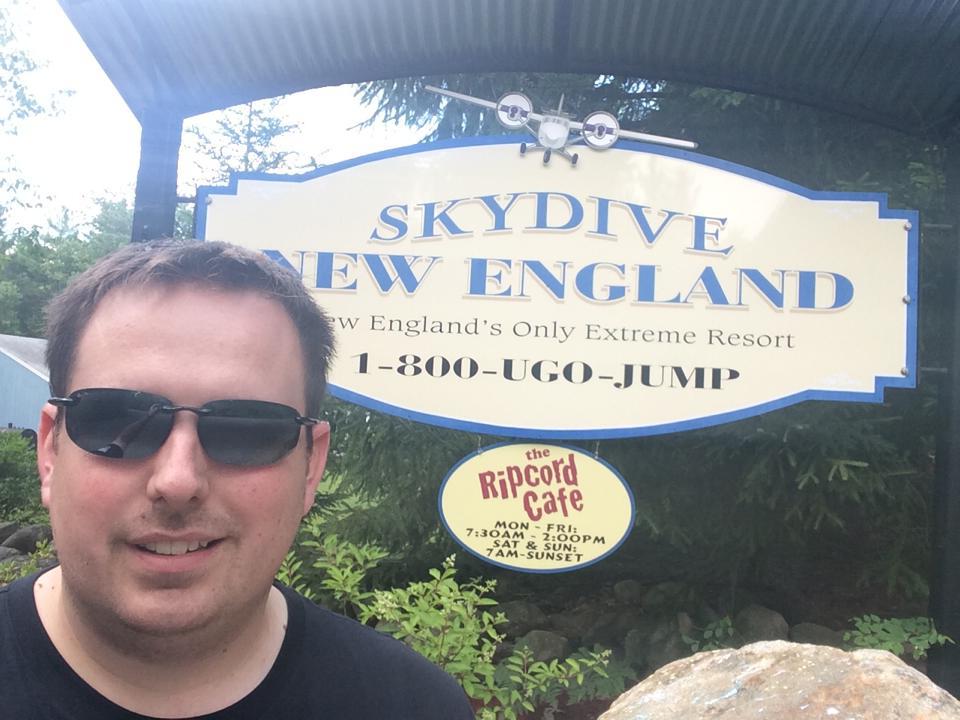 SKYDIVE
NEW ENGLAND
ew England's Only Extreme Resort
1-800-UGO-JUMP
the
Ripcord
Cafe
MON - FRI:
7:30AM - 2:00PM
SAT & SUN:
7AM-SUNSET